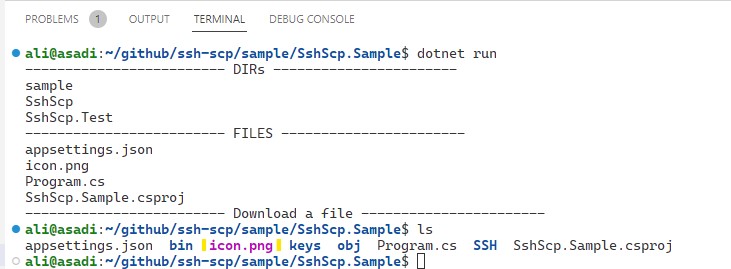 PROBLEMS 1 OUTPUT TERMINAL DEBUG CONSOLE
ali@asadi:~/github/ssh-scp/sample/SshScp.Sample$ dotnet run
------------------------- DIRs -----------------------
sample
SshScp
SshScp.Test
------------------------- FILES -----------------------
appsettings.json
icon.png
Program.cs
SshScp.Sample.csproj
------------------------- Download a file -----------------------
ali@asadi:~/github/ssh-scp/sample/SshScp.Sample$ ls
appsettings.json bin icon.png keys obj Program.cs SSH SshScp.Sample.csproj
ali@asadi:~/github/ssh-scp/sample/SshScp.Sample$